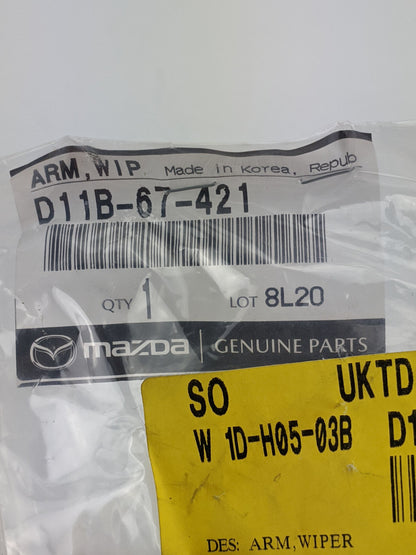 ARM, WIP Made in Korea, Repub
D11B-67-421
QTY 1 LOT 8L20
mazda GENUINE PARTS
SO UKTD
W 1D-H05-03B D1
DES: ARM,WIPER